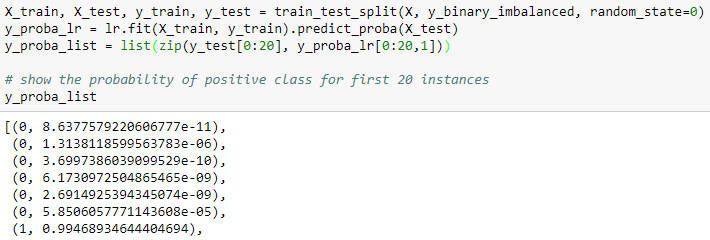 X_train, X_test, y_train, y_test = train_test_split(X, y_binary_imbalanced, random_state=0)
y_proba_lr = lr.fit(X_train, y_train).predict_proba(X_test)
y_proba_list = list(zip(y_test[0:20], y_proba_lr[0:20,1]))
# show the probability of positive class for first 20 instances
y_proba_list
[(0, 8.6377579220606777e-11),
(0, 1.3138118599563783e-06),
(0, 3.6997386039099529e-10),
(0, 6.1730972504865465e-09),
(0, 2.6914925394345074e-09),
(0, 5.8506057771143608e-05),
(1, 0.99468934644404694),